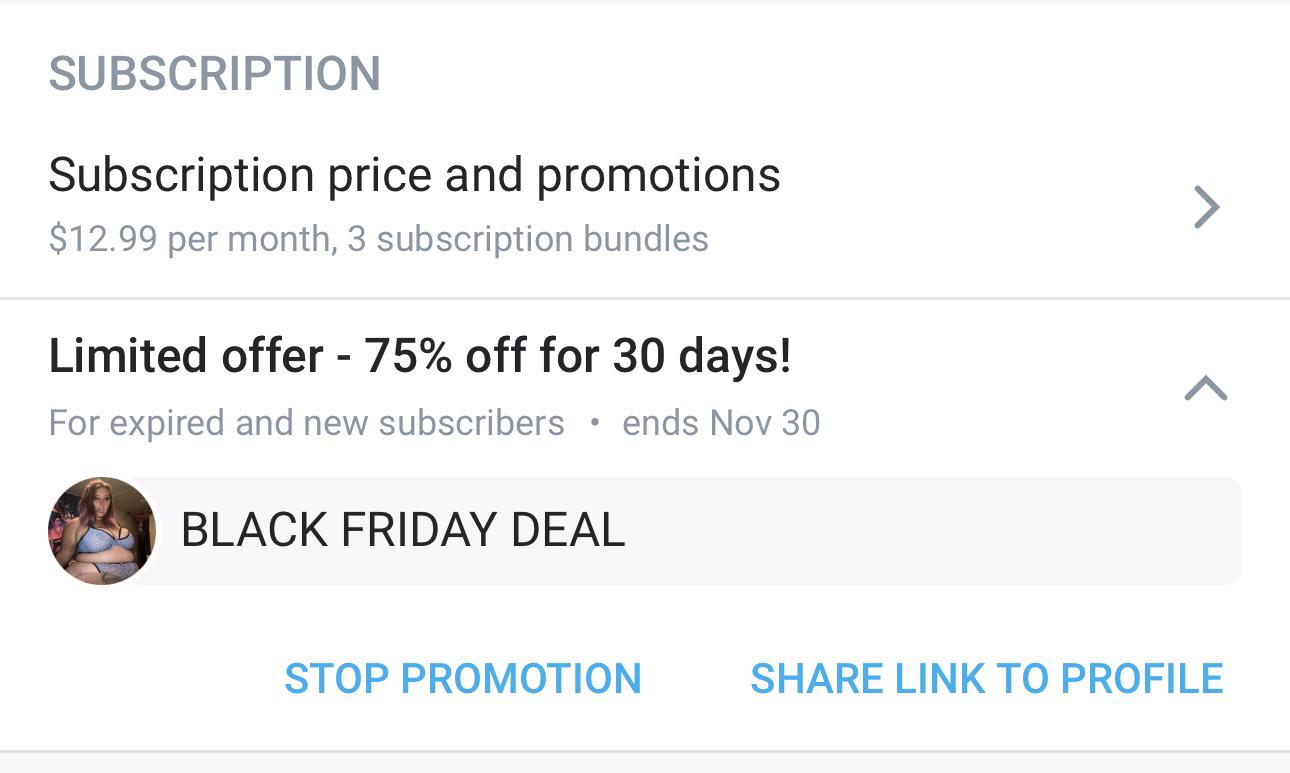 SUBSCRIPTION
Subscription price and promotions
$12.99 per month, 3 subscription bundles
Limited offer - 75% off for 30 days!
For expired and new subscribers • ends Nov 30
BLACK FRIDAY DEAL
STOP PROMOTION SHARE LINK TO PROFILE